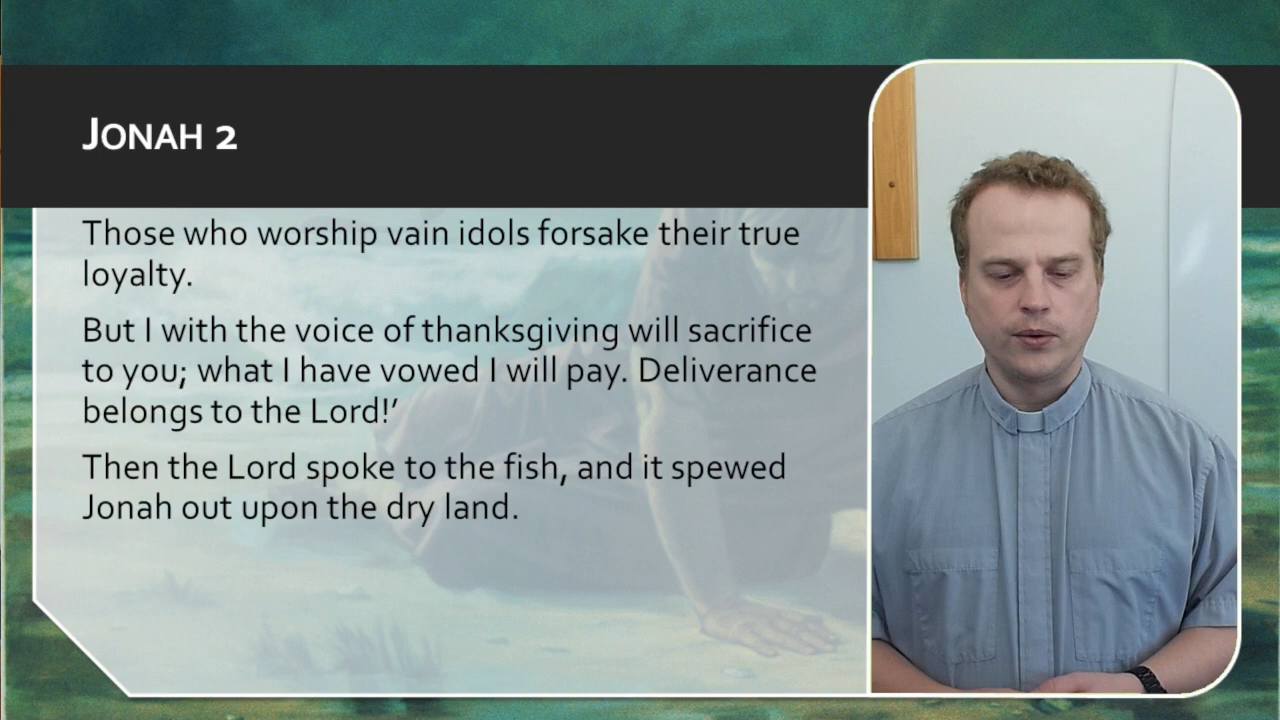 JONAH 2
Those who worship vain idols forsake their true
loyalty.
But I with the voice of thanksgiving will sacrifice
to you; what I have vowed I will pay. Deliverance
belongs to the Lord!’
Then the Lord spoke to the fish, and it spewed
Jonah out upon the dry land.